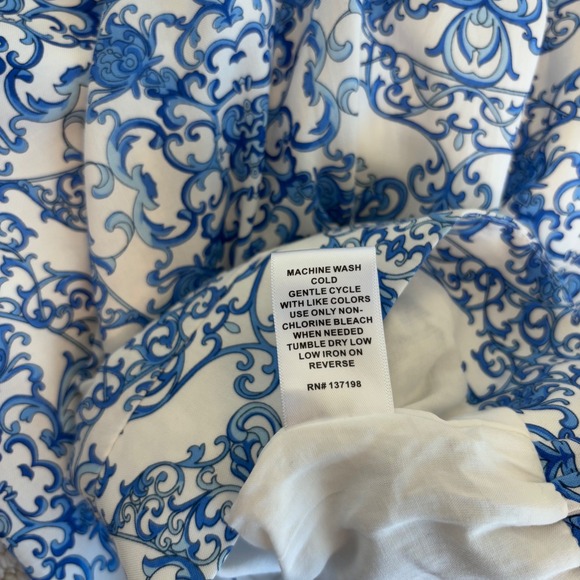 MACHINE WASH
COLD
GENTLE CYCLE
WITH LIKE COLORS
USE ONLY NON-
CHLORINE BLEACH
WHEN NEEDED
TUMBLE DRY LOW
LOW IRON ON
REVERSE
RN# 137198